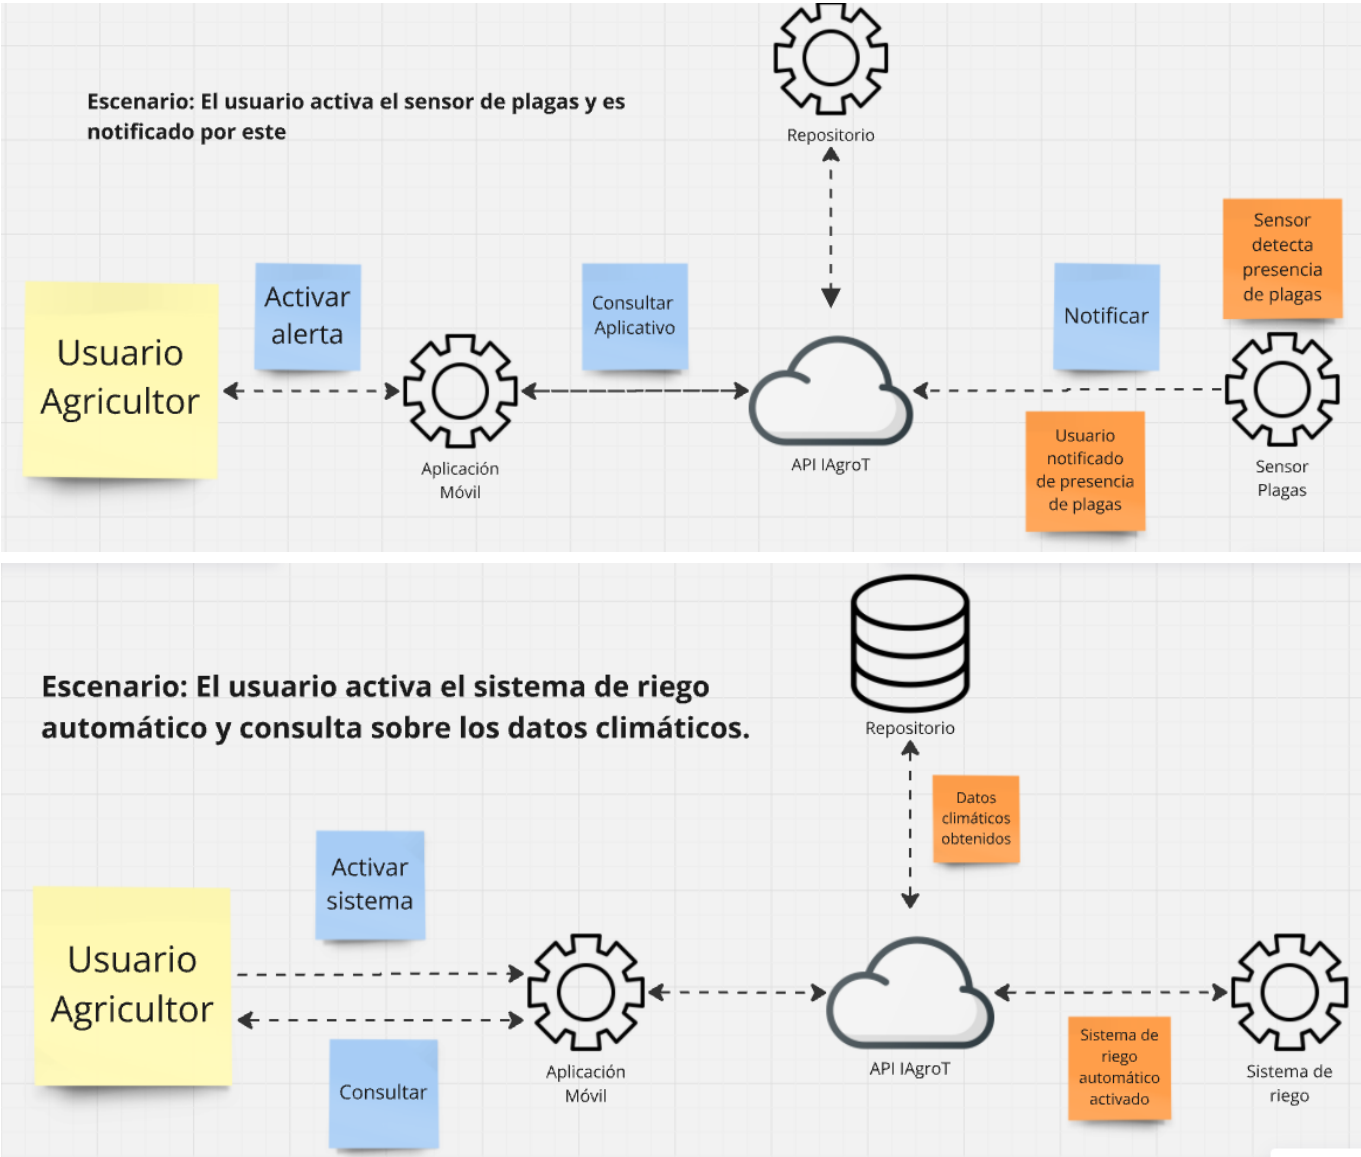 Escenario: El usuario activa el sensor de plagas y es
notificado por este
Repositorio
Sensor
detecta
presencia
de plagas
Activar
alerta
Consultar
Aplicativo
Notificar
Usuario
Agricultor
Aplicación
Móvil
API IAgroT
Usuario
notificado
de presencia
de plagas
Sensor
Plagas
Escenario: El usuario activa el sistema de riego
automático y consulta sobre los datos climáticos.
Repositorio
Datos
climáticos
obtenidos
Activar
sistema
Usuario
Agricultor
Consultar
Aplicación
Móvil
API IAgroT
Sistema de
riego
automático
activado
Sistema de
riego